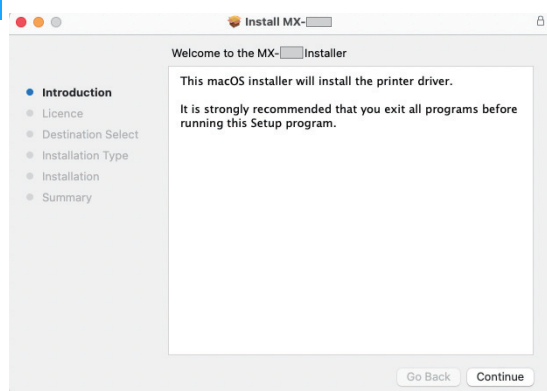 Install MX-
Welcome to the MX- Installer
Introduction
Licence
Destination Select
Installation Type
Installation
Summary
This macOS installer will install the printer driver.
It is strongly recommended that you exit all programs before
running this Setup program.
Go Back
Continue